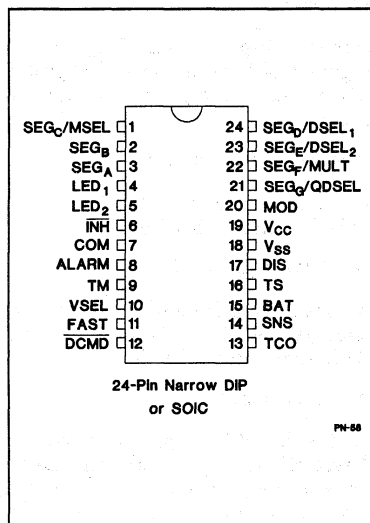 SEGC/MSEL 1 24 SEGD/DSEL1
SEGB 2 23 SEGE/DSEL2
SEGA 3 22 SEGF/MULT
LED1 4 21 SEGG/QDSEL
LED2 5 20 MOD
INH 6 19 VCC
COM 7 18 VSS
ALARM 8 17 DIS
TM 9 16 TS
VSEL 10 15 BAT
FAST 11 14 SNS
DCMD 12 13 TCO
24-Pin Narrow DIP
or SOIC
PN-68